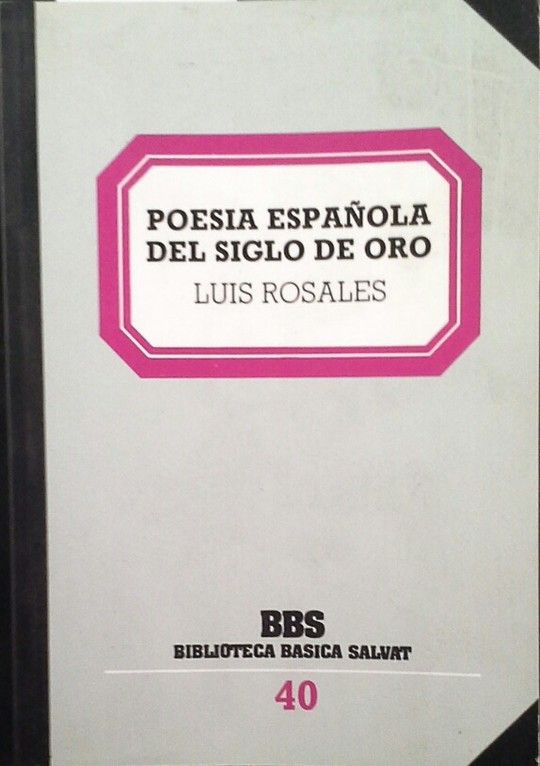 POESIA ESPAÑOLA
DEL SIGLO DE ORO
LUIS ROSALES
BBS
BIBLIOTECA BASICA SALVAT
40